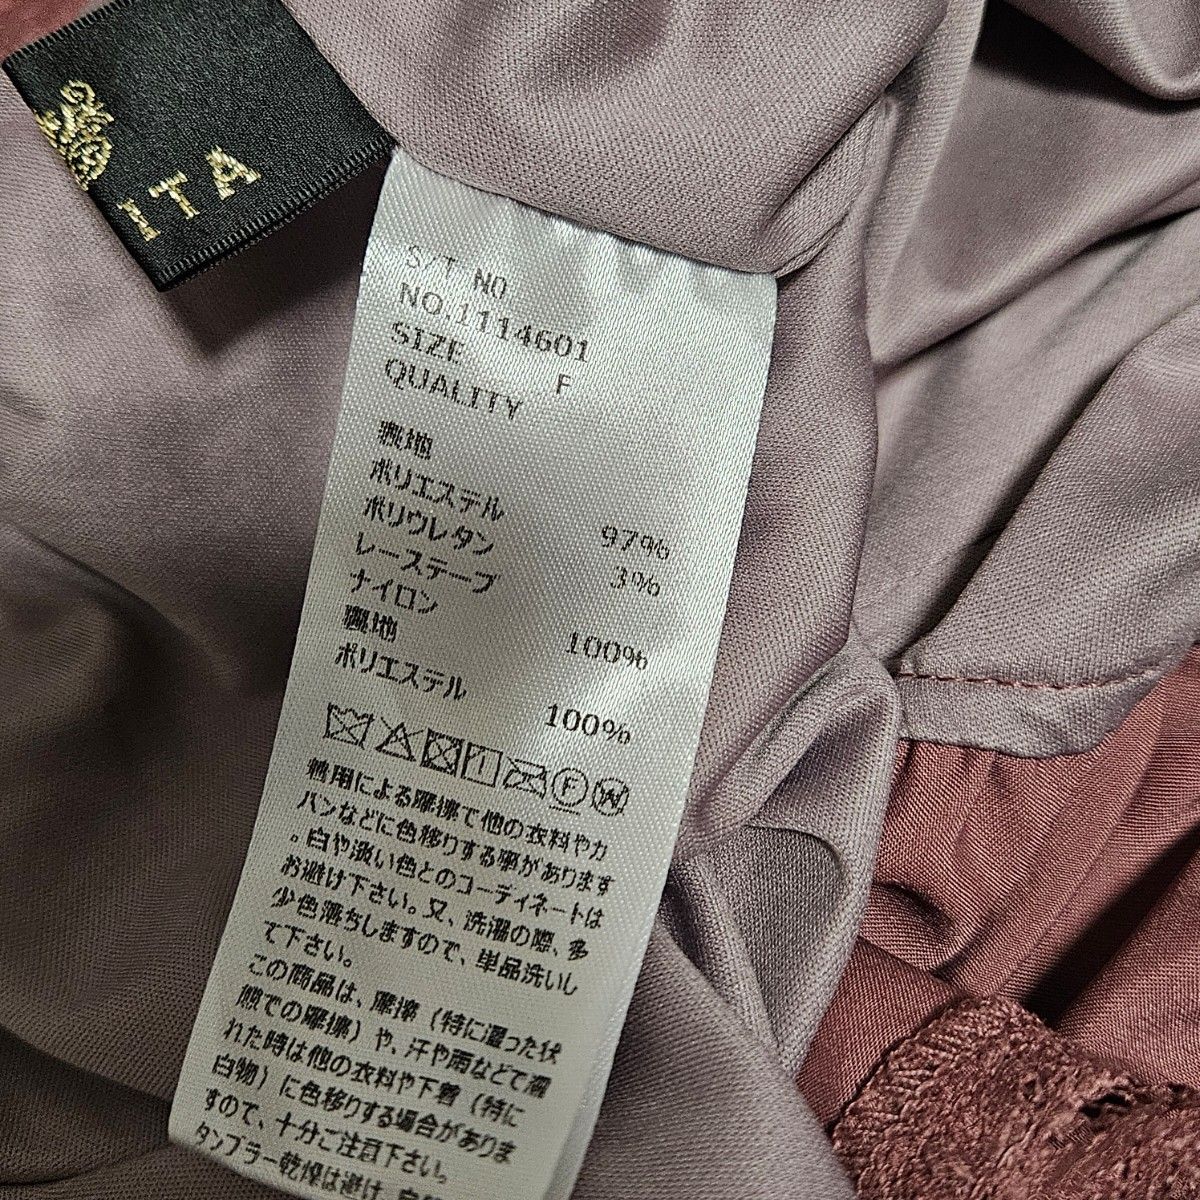 ITA
S/T NO
NO.1114601
SIZE F
QUALITY
表地
ポリエステル 97%
ポリウレタン 3%
レーステープ
ナイロン 100%
裏地
ポリエステル 100%
F W
着用による摩擦で他の衣料やカ
バンなどに色移りする事があります
。白や淡い色とのコーディネートは
お避け下さい。又、洗濯の際、多
少色落ちしますので、単品洗いし
て下さい。
この商品は、摩擦(特に湿った状
態での摩擦)や、汗や雨などで濡
れた時は他の衣料や下着(特に
白物)に色移りする場合がありま
すので、十分ご注意下さい。
タンブラー乾燥は避け